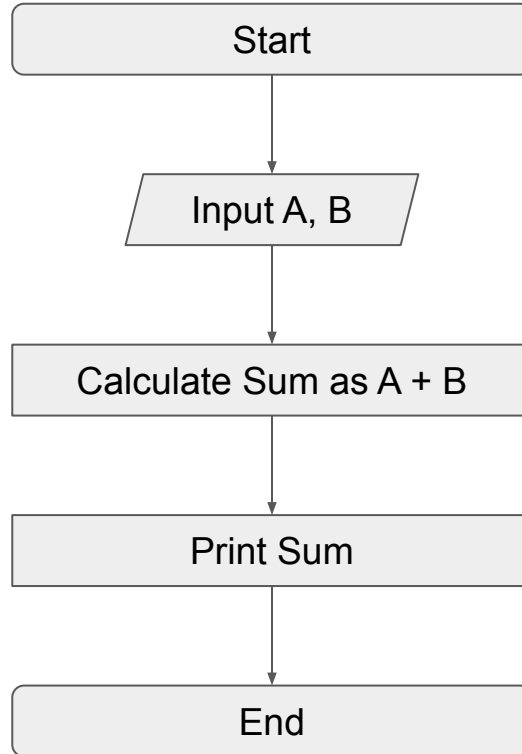 Start
Input A, B
Calculate Sum as A + B
Print Sum
End